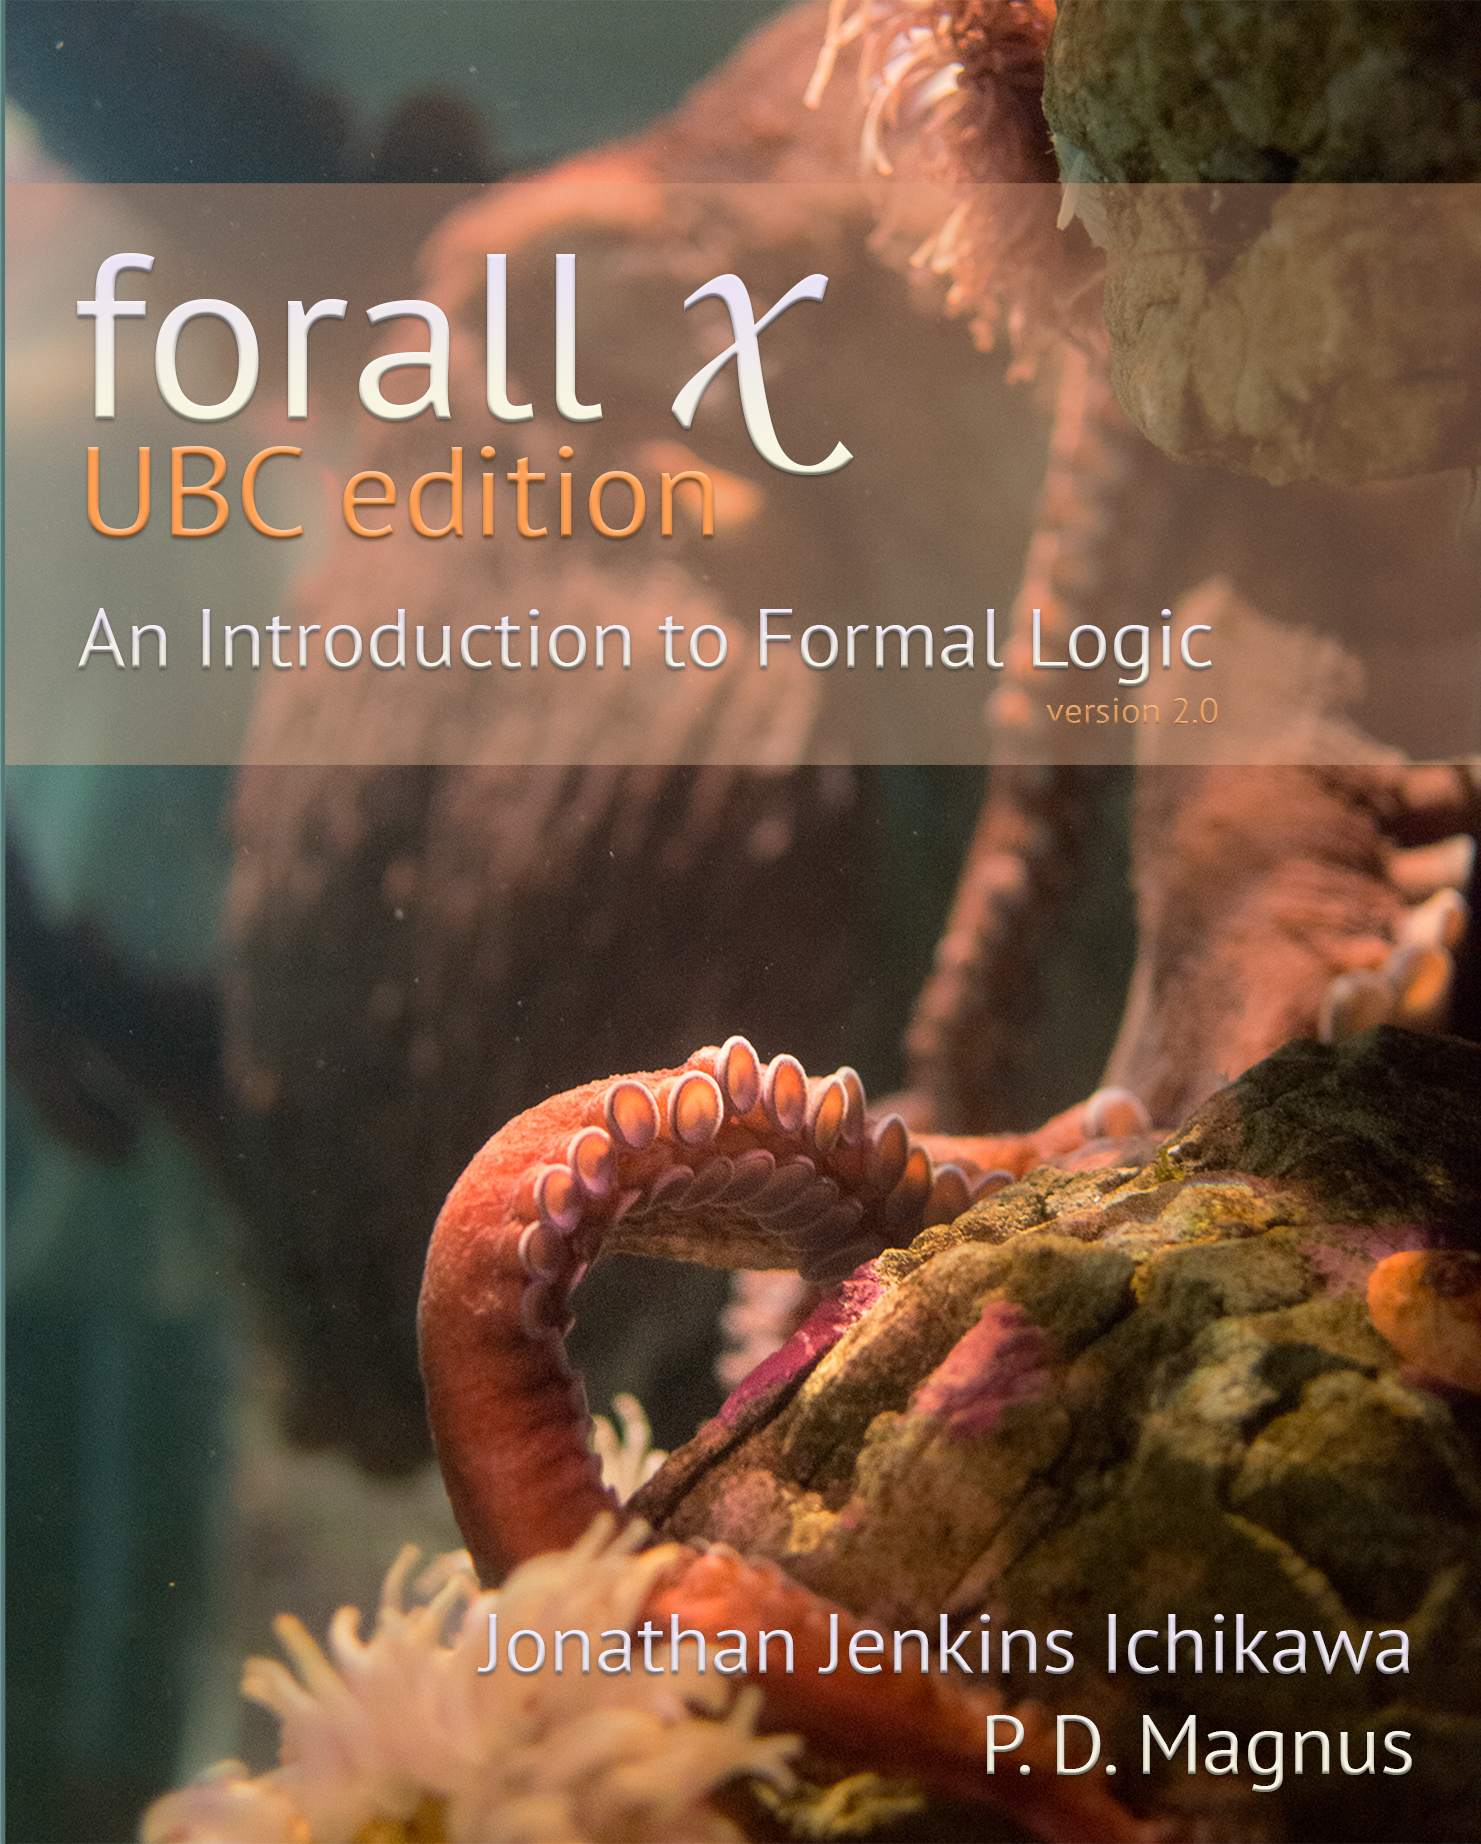 forall x
UBC edition
An Introduction to Formal Logic
version 2.0
Jonathan Jenkins Ichikawa
P. D. Magnus